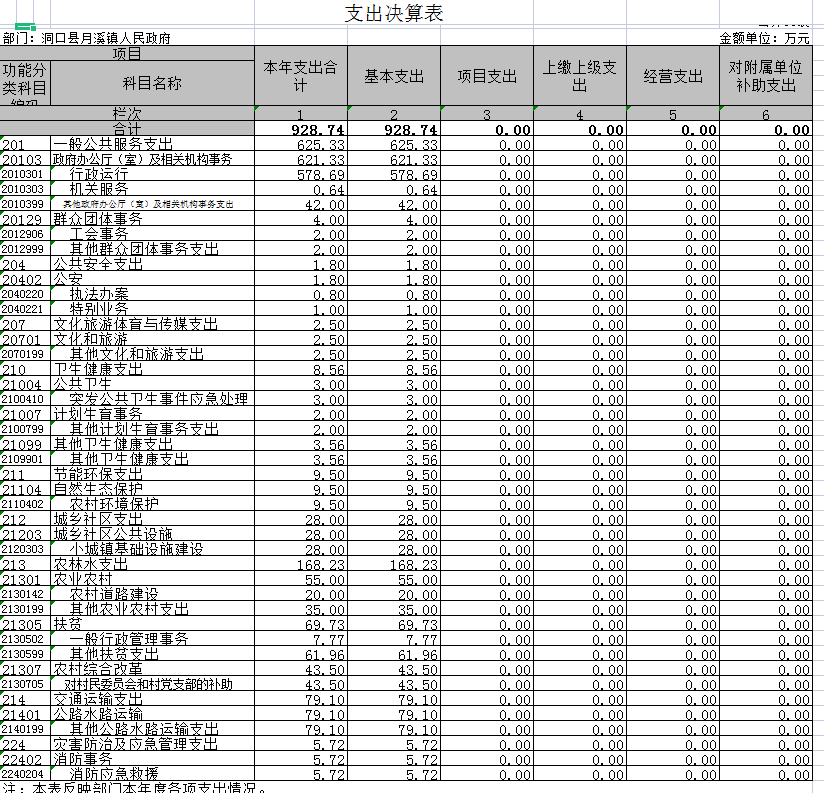 支出决算表
部门：洞口县月溪镇人民政府 金额单位：万元
项目 本年支出合计 基本支出 项目支出 上缴上级支出 经营支出 对附属单位补助支出
功能分类科目编码 科目名称
栏次 1 2 3 4 5 6
合计 928.74 928.74 0.00 0.00 0.00 0.00
201 一般公共服务支出 625.33 625.33 0.00 0.00 0.00 0.00
20103 政府办公厅（室）及相关机构事务 621.33 621.33 0.00 0.00 0.00 0.00
2010301 行政运行 578.69 578.69 0.00 0.00 0.00 0.00
2010303 机关服务 0.64 0.64 0.00 0.00 0.00 0.00
2010399 其他政府办公厅（室）及相关机构事务支出 42.00 42.00 0.00 0.00 0.00 0.00
20129 群众团体事务 4.00 4.00 0.00 0.00 0.00 0.00
2012906 工会事务 2.00 2.00 0.00 0.00 0.00 0.00
2012999 其他群众团体事务支出 2.00 2.00 0.00 0.00 0.00 0.00
204 公共安全支出 1.80 1.80 0.00 0.00 0.00 0.00
20402 公安 1.80 1.80 0.00 0.00 0.00 0.00
2040220 执法办案 0.80 0.80 0.00 0.00 0.00 0.00
2040221 特别业务 1.00 1.00 0.00 0.00 0.00 0.00
207 文化旅游体育与传媒支出 2.50 2.50 0.00 0.00 0.00 0.00
20701 文化和旅游 2.50 2.50 0.00 0.00 0.00 0.00
2070199 其他文化和旅游支出 2.50 2.50 0.00 0.00 0.00 0.00
210 卫生健康支出 8.56 8.56 0.00 0.00 0.00 0.00
21004 公共卫生 3.00 3.00 0.00 0.00 0.00 0.00
2100410 突发公共卫生事件应急处理 3.00 3.00 0.00 0.00 0.00 0.00
21007 计划生育事务 2.00 2.00 0.00 0.00 0.00 0.00
2100799 其他计划生育事务支出 2.00 2.00 0.00 0.00 0.00 0.00
21099 其他卫生健康支出 3.56 3.56 0.00 0.00 0.00 0.00
2109901 其他卫生健康支出 3.56 3.56 0.00 0.00 0.00 0.00
211 节能环保支出 9.50 9.50 0.00 0.00 0.00 0.00
21104 自然生态保护 9.50 9.50 0.00 0.00 0.00 0.00
2110402 农村环境保护 9.50 9.50 0.00 0.00 0.00 0.00
212 城乡社区支出 28.00 28.00 0.00 0.00 0.00 0.00
21203 城乡社区公共设施 28.00 28.00 0.00 0.00 0.00 0.00
2120303 小城镇基础设施建设 28.00 28.00 0.00 0.00 0.00 0.00
213 农林水支出 168.23 168.23 0.00 0.00 0.00 0.00
21301 农业农村 55.00 55.00 0.00 0.00 0.00 0.00
2130142 农村道路建设 20.00 20.00 0.00 0.00 0.00 0.00
2130199 其他农业农村支出 35.00 35.00 0.00 0.00 0.00 0.00
21305 扶贫 69.73 69.73 0.00 0.00 0.00 0.00
2130502 一般行政管理事务 7.77 7.77 0.00 0.00 0.00 0.00
2130599 其他扶贫支出 61.96 61.96 0.00 0.00 0.00 0.00
21307 农村综合改革 43.50 43.50 0.00 0.00 0.00 0.00
2130705 对村民委员会和村党支部的补助 43.50 43.50 0.00 0.00 0.00 0.00
214 交通运输支出 79.10 79.10 0.00 0.00 0.00 0.00
21401 公路水路运输 79.10 79.10 0.00 0.00 0.00 0.00
2140199 其他公路水路运输支出 79.10 79.10 0.00 0.00 0.00 0.00
224 灾害防治及应急管理支出 5.72 5.72 0.00 0.00 0.00 0.00
22402 消防事务 5.72 5.72 0.00 0.00 0.00 0.00
2240204 消防应急救援 5.72 5.72 0.00 0.00 0.00 0.00
注：本表反映部门本年度各项支出情况。